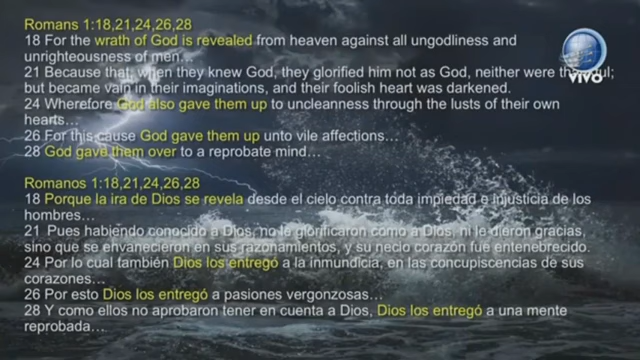 Romans 1:18,21,24,26,28
18 For the wrath of God is revealed from heaven against all ungodliness and
unrighteousness of men…
21 Because that, when they knew God, they glorified him not as God, neither were thankful;
but became vain in their imaginations, and their foolish heart was darkened.
24 Wherefore God also gave them up to uncleanness through the lusts of their own
hearts…
26 For this cause God gave them up unto vile affections…
28 God gave them over to a reprobate mind…
VIVO
Romanos 1:18,21,24,26,28
18 Porque la ira de Dios se revela desde el cielo contra toda impiedad e injusticia de los
hombres…
21 Pues habiendo conocido a Dios, no le glorificaron como a Dios, ni le dieron gracias,
sino que se envanecieron en sus razonamientos, y su necio corazón fue entenebrecido.
24 Por lo cual también Dios los entregó a la inmundicia, en las concupiscencias de sus
corazones…
26 Por esto Dios los entregó a pasiones vergonzosas…
28 Y como ellos no aprobaron tener en cuenta a Dios, Dios los entregó a una mente
reprobada…